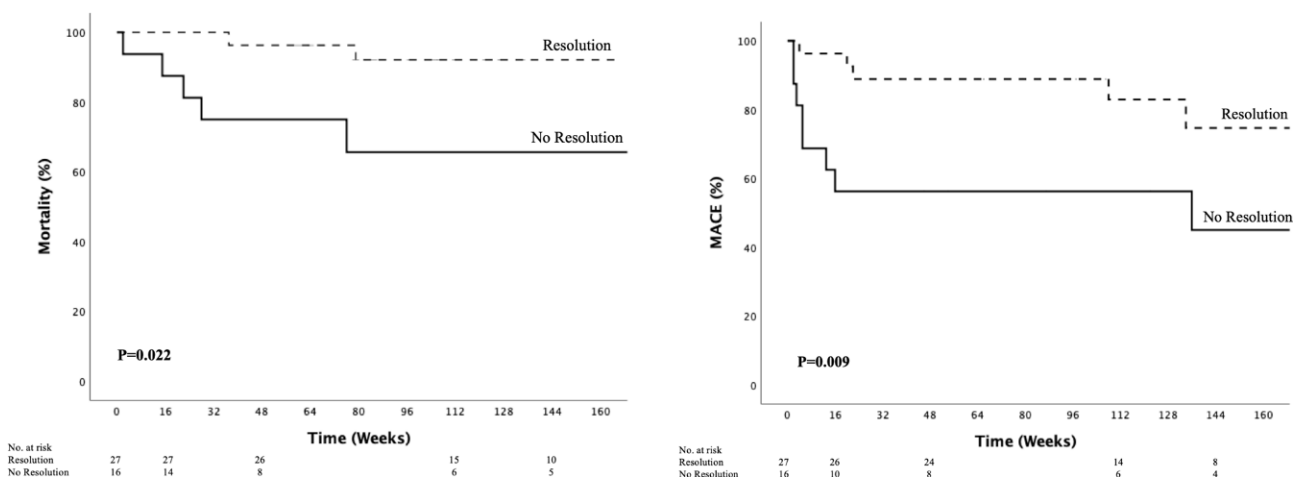 100
80
60
40
20
0
Mortality (%)
Resolution
No Resolution
P=0.022
0 16 32 48 64 80 96 112 128 144 160
Time (Weeks)
No. at risk
Resolution 27 27 26 15 10
No Resolution 16 14 8 6 5
100
80
60
40
20
0
MACE (%)
Resolution
No Resolution
P=0.009
0 16 32 48 64 80 96 112 128 144 160
Time (Weeks)
No. at risk
Resolution 27 26 24 14 8
No Resolution 16 10 8 6 4